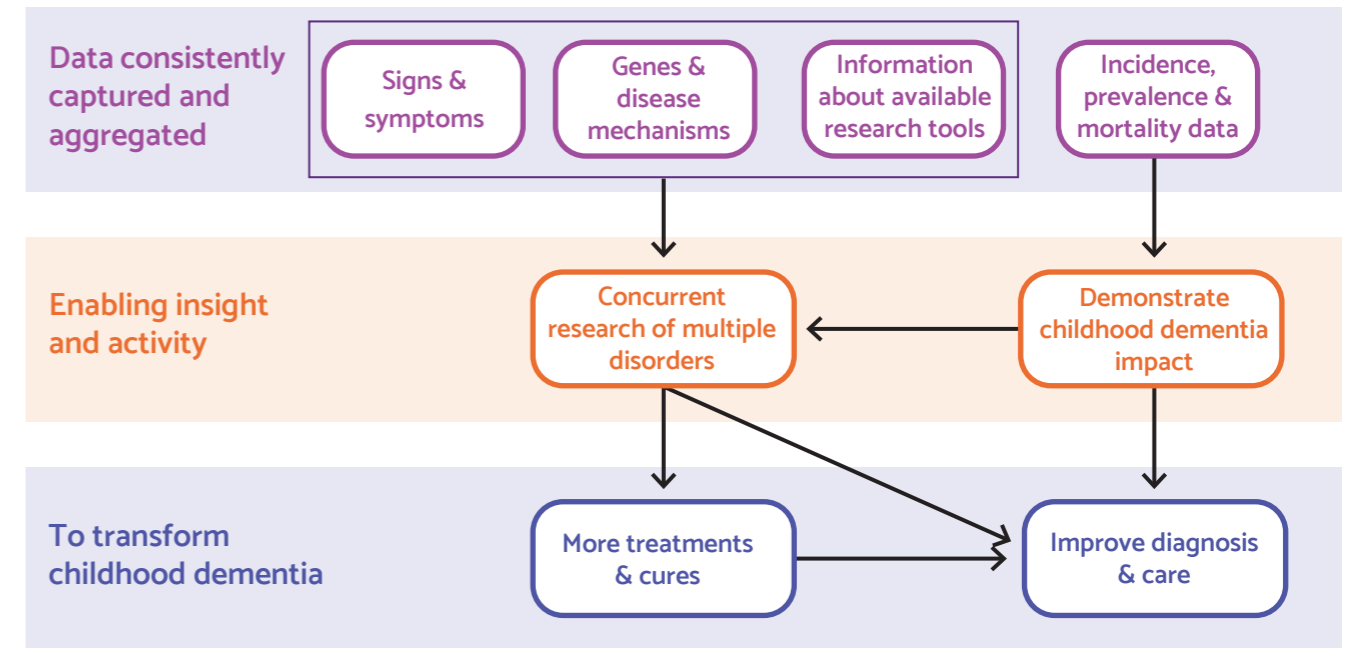 Data consistently
captured and
aggregated
Signs &
symptoms
Genes &
disease
mechanisms
Information
about available
research tools
Incidence,
prevalence &
mortality data
Enabling insight
and activity
Concurrent
research of multiple
disorders
Demonstrate
childhood dementia
impact
To transform
childhood dementia
More treatments
& cures
Improve diagnosis
& care